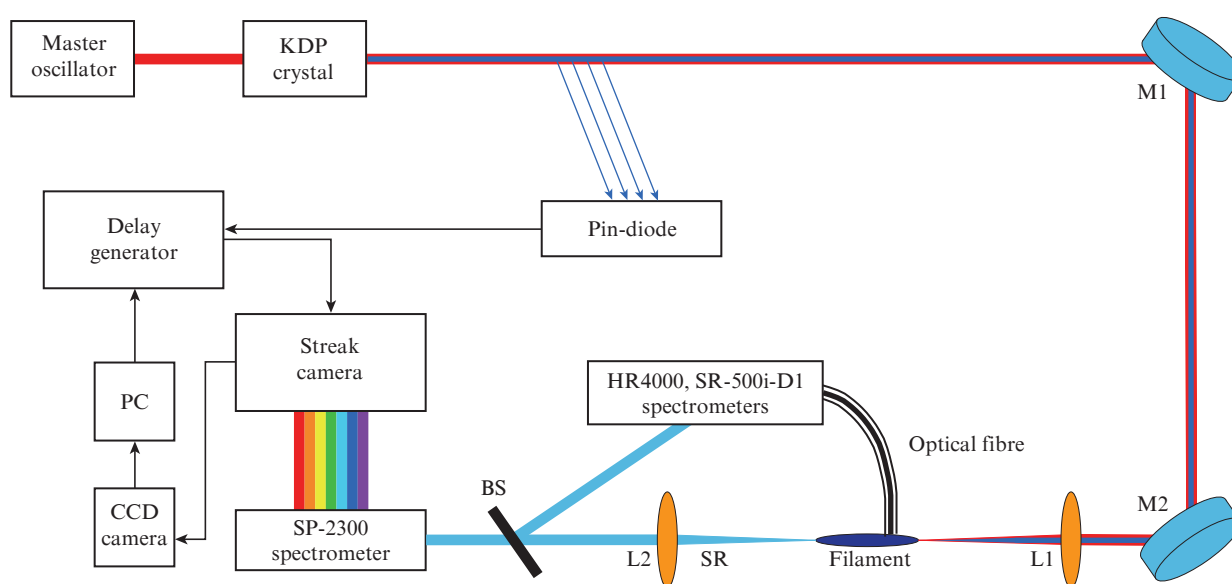 Master
oscillator
KDP
crystal
M1
Delay
generator
Pin-diode
Streak
camera
PC
HR4000, SR-500i-D1
spectrometers
Optical fibre
CCD
camera
SP-2300
spectrometer
BS
L2
SR
Filament
L1
M2